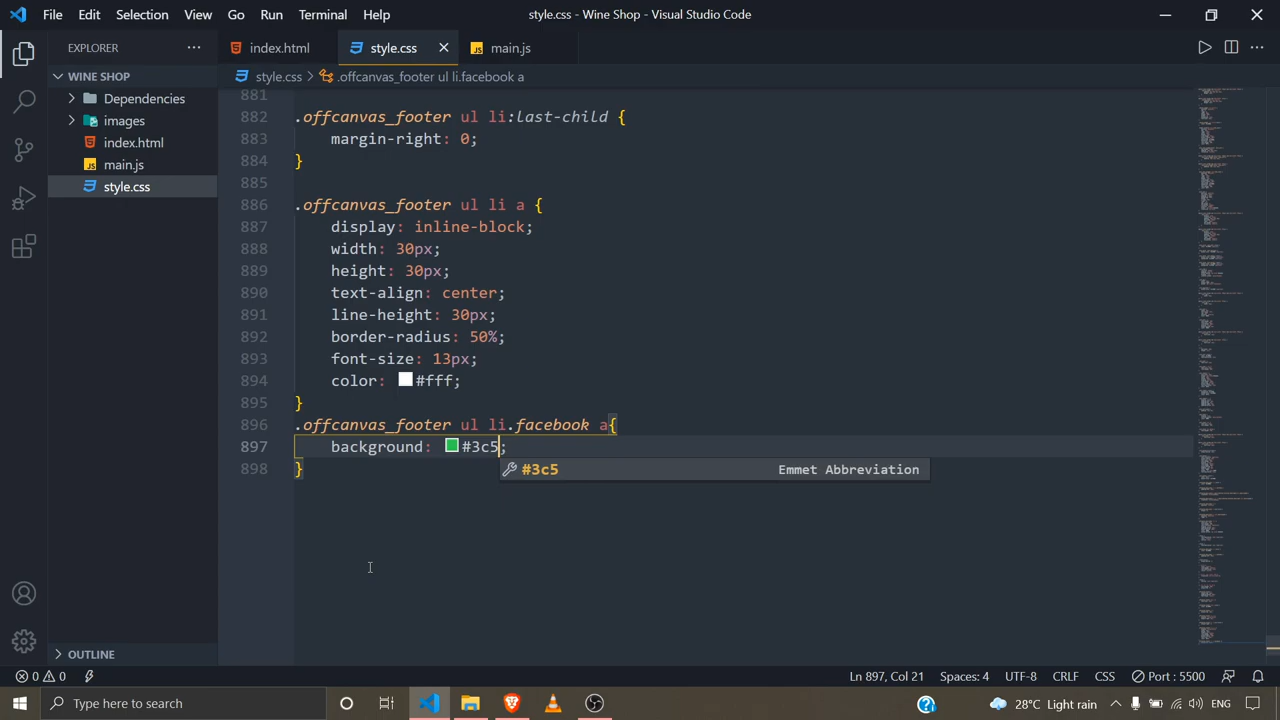 File Edit Selection View Go Run Terminal Help
style.css - Wine Shop - Visual Studio Code
EXPLORER
index.html
style.css
main.js
WINE SHOP
Dependencies
images
index.html
main.js
style.css
OUTLINE
style.css > .offcanvas_footer ul li.facebook a
881
882 .offcanvas_footer ul li:last-child {
883 margin-right: 0;
884 }
885
886 .offcanvas_footer ul li a {
887 display: inline-block;
888 width: 30px;
889 height: 30px;
890 text-align: center;
891 line-height: 30px;
892 border-radius: 50%;
893 font-size: 13px;
894 color: #fff;
895 }
896 .offcanvas_footer ul li.facebook a{
897 background: #3c5;
#3c5 Emmet Abbreviation
898 }
0 0
Ln 897, Col 21 Spaces: 4 UTF-8 CRLF CSS Port : 5500
Type here to search
28°C Light rain ENG